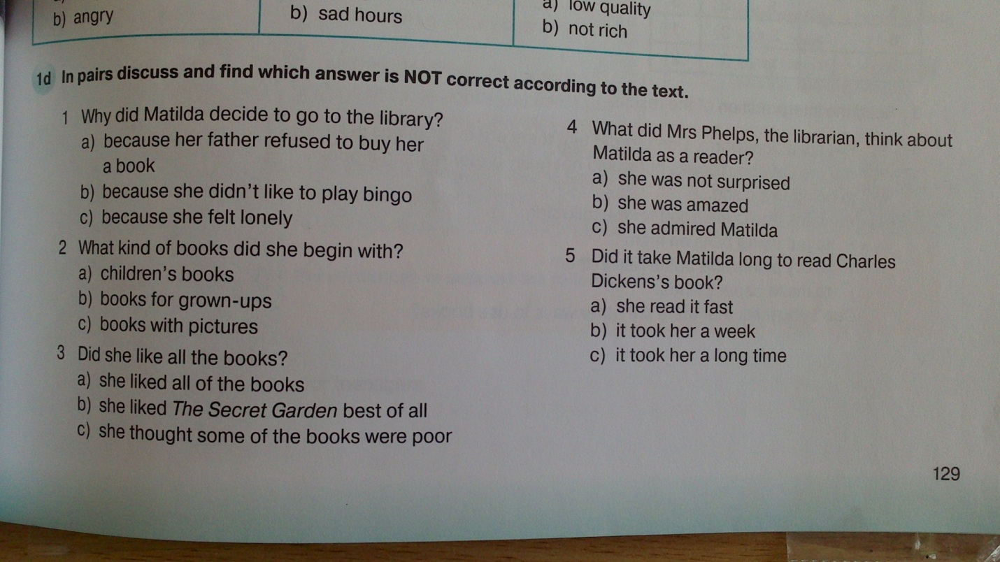 b) angry
b) sad hours
a) low quality
b) not rich
1d In pairs discuss and find which answer is NOT correct according to the text.
1 Why did Matilda decide to go to the library?
a) because her father refused to buy her
a book
b) because she didn't like to play bingo
c) because she felt lonely
2 What kind of books did she begin with?
a) children's books
b) books for grown-ups
c) books with pictures
3 Did she like all the books?
a) she liked all of the books
b) she liked The Secret Garden best of all
c) she thought some of the books were poor
4 What did Mrs Phelps, the librarian, think about
Matilda as a reader?
a) she was not surprised
b) she was amazed
c) she admired Matilda
5 Did it take Matilda long to read Charles
Dickens's book?
a) she read it fast
b) it took her a week
c) it took her a long time
129